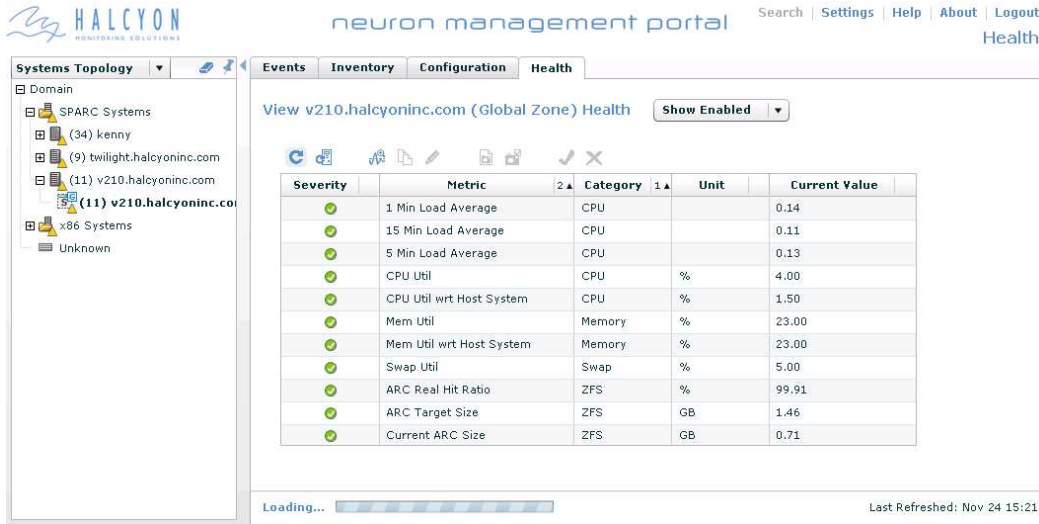 HALCYON
MONITORING SOLUTIONS
neuron management portal
Search | Settings | Help | About | Logout
Health
Systems Topology
Domain
SPARC Systems
(34) kenny
(9) twilight.halcyoninc.com
(11) v210.halcyoninc.com
(11) v210.halcyoninc.co
x86 Systems
Unknown
Events Inventory Configuration Health
View v210.halcyoninc.com (Global Zone) Health Show Enabled
Severity Metric 2 Category 1 Unit Current Value
1 Min Load Average CPU 0.14
15 Min Load Average CPU 0.11
5 Min Load Average CPU 0.13
CPU Util CPU % 4.00
CPU Util wrt Host System CPU % 1.50
Mem Util Memory % 23.00
Mem Util wrt Host System Memory % 23.00
Swap Util Swap % 5.00
ARC Real Hit Ratio ZFS % 99.91
ARC Target Size ZFS GB 1.46
Current ARC Size ZFS GB 0.71
Loading... Last Refreshed: Nov 24 15:21